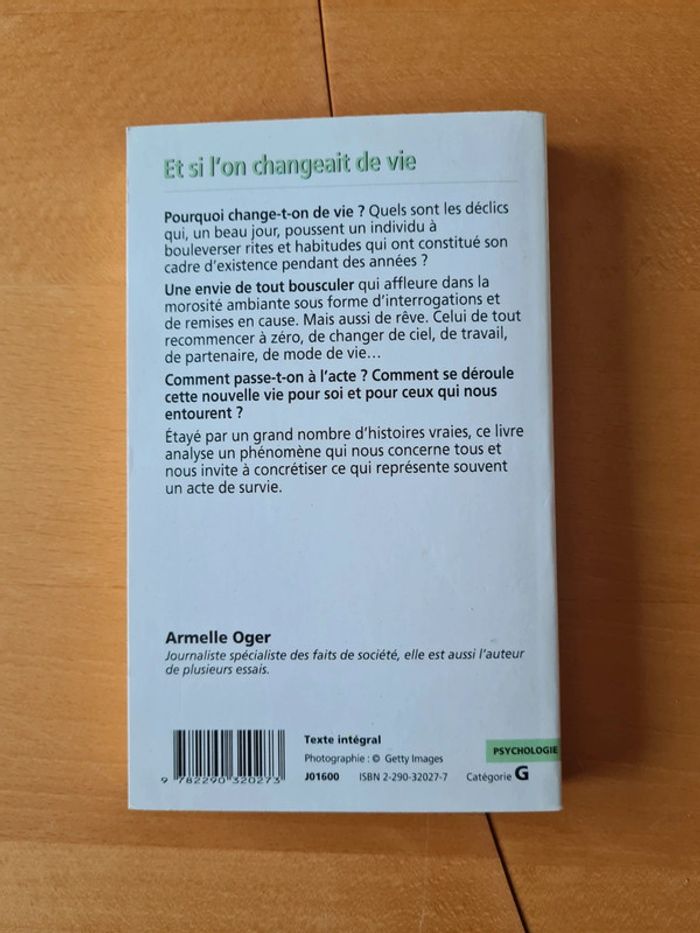 Et si l'on changeait de vie
Pourquoi change-t-on de vie ? Quels sont les déclics
qui, un beau jour, poussent un individu à
bouleverser rites et habitudes qui ont constitué son
cadre d'existence pendant des années ?
Une envie de tout bousculer qui affleure dans la
morosité ambiante sous forme d'interrogations et
de remises en cause. Mais aussi de rêve. Celui de tout
recommencer à zéro, de changer de ciel, de travail,
de partenaire, de mode de vie...
Comment passe-t-on à l'acte ? Comment se déroule
cette nouvelle vie pour soi et pour ceux qui nous
entourent ?
Étayé par un grand nombre d'histoires vraies, ce livre
analyse un phénomène qui nous concerne tous et
nous invite à concrétiser ce qui représente souvent
un acte de survie.
Armelle Oger
Journaliste spécialiste des faits de société, elle est aussi l'auteur
de plusieurs essais.
Texte intégral
Photographie : © Getty Images
J01600 ISBN 2-290-32027-7 Catégorie G
PSYCHOLOGIE
9 782290 320273